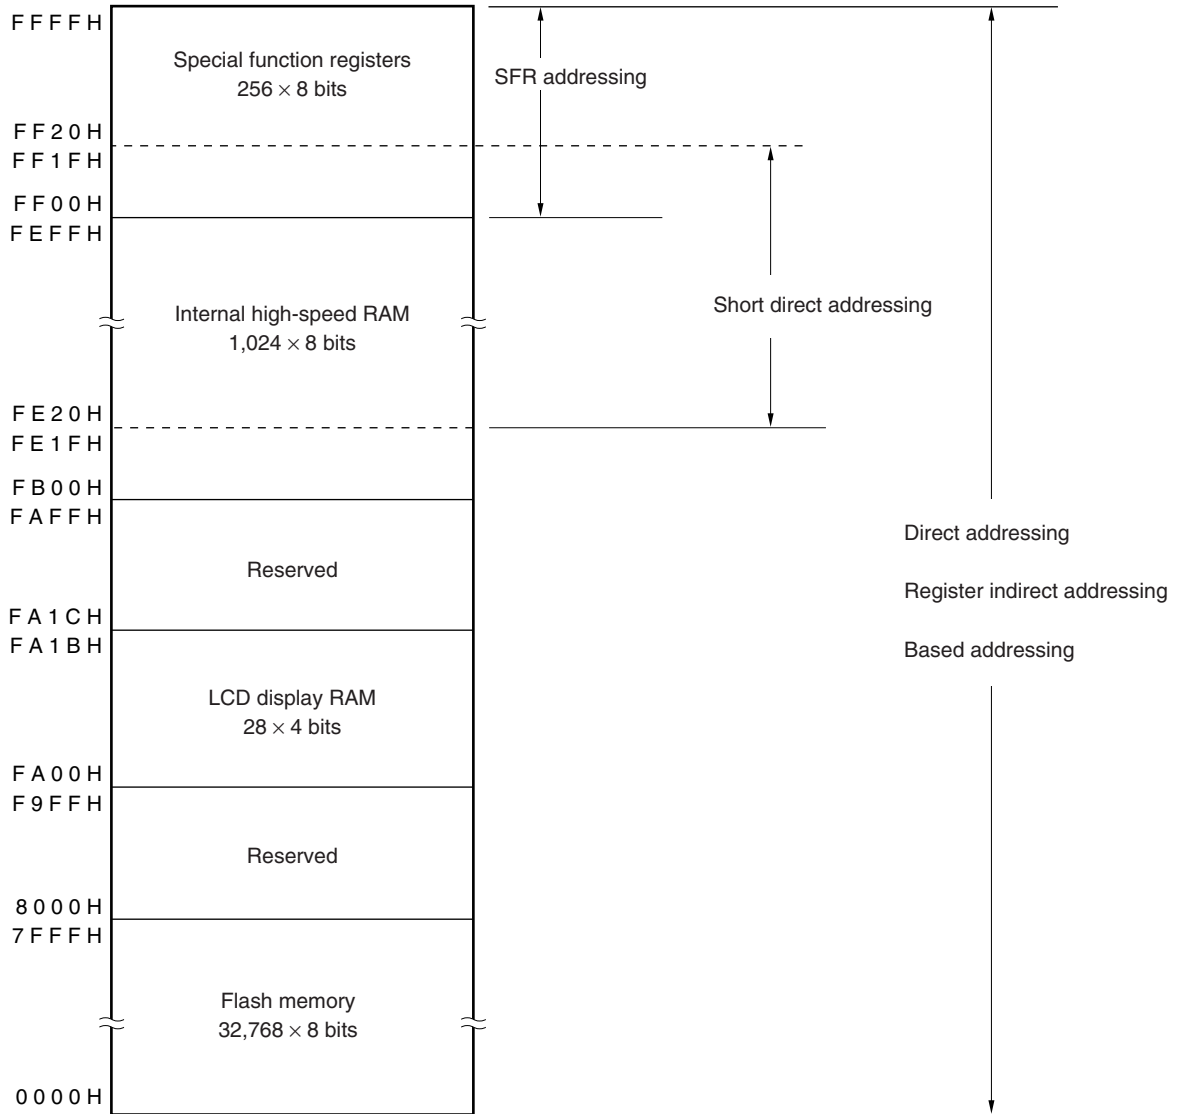 FFFFH
Special function registers
256 × 8 bits
SFR addressing
FF20H
FF1FH
FF00H
FEFFH
Internal high-speed RAM
1,024 × 8 bits
Short direct addressing
FE20H
FE1FH
FB00H
FAFFH
Direct addressing
Reserved
Register indirect addressing
FA1CH
FA1BH
Based addressing
LCD display RAM
28 × 4 bits
FA00H
F9FFH
Reserved
8000H
7FFFH
Flash memory
32,768 × 8 bits
0000H